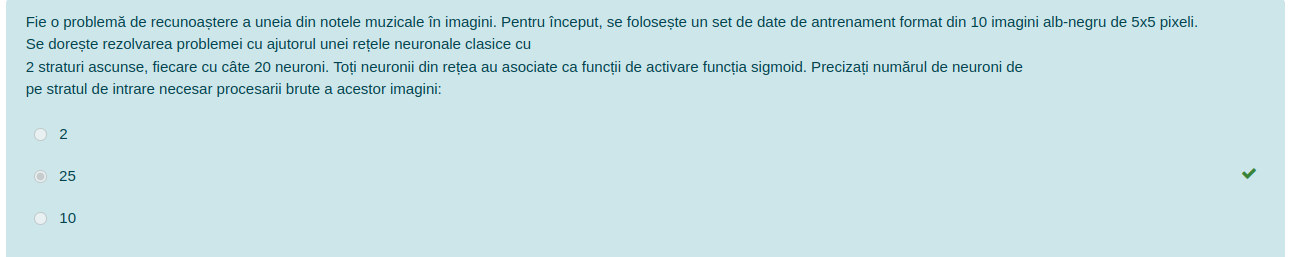 Fie o problemă de recunoaștere a uneia din notele muzicale în imagini. Pentru început, se folosește un set de date de antrenament format din 10 imagini alb-negru de 5x5 pixeli.
Se dorește rezolvarea problemei cu ajutorul unei rețele neuronale clasice cu
2 straturi ascunse, fiecare cu câte 20 neuroni. Toți neuronii din rețea au asociate ca funcții de activare funcția sigmoid. Precizați numărul de neuroni de
pe stratul de intrare necesar procesarii brute a acestor imagini:
2
25
10